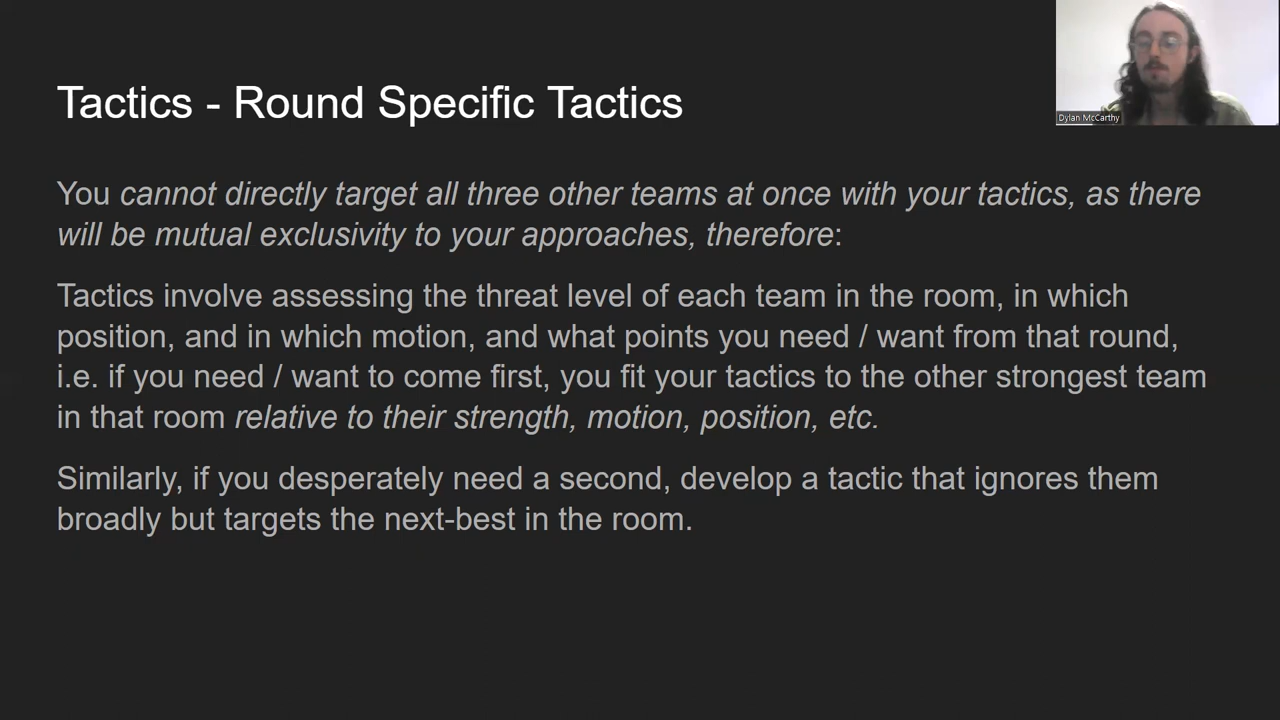 Dylan McCarthy
Tactics - Round Specific Tactics
You cannot directly target all three other teams at once with your tactics, as there
will be mutual exclusivity to your approaches, therefore:
Tactics involve assessing the threat level of each team in the room, in which
position, and in which motion, and what points you need / want from that round,
i.e. if you need / want to come first, you fit your tactics to the other strongest team
in that room relative to their strength, motion, position, etc.
Similarly, if you desperately need a second, develop a tactic that ignores them
broadly but targets the next-best in the room.